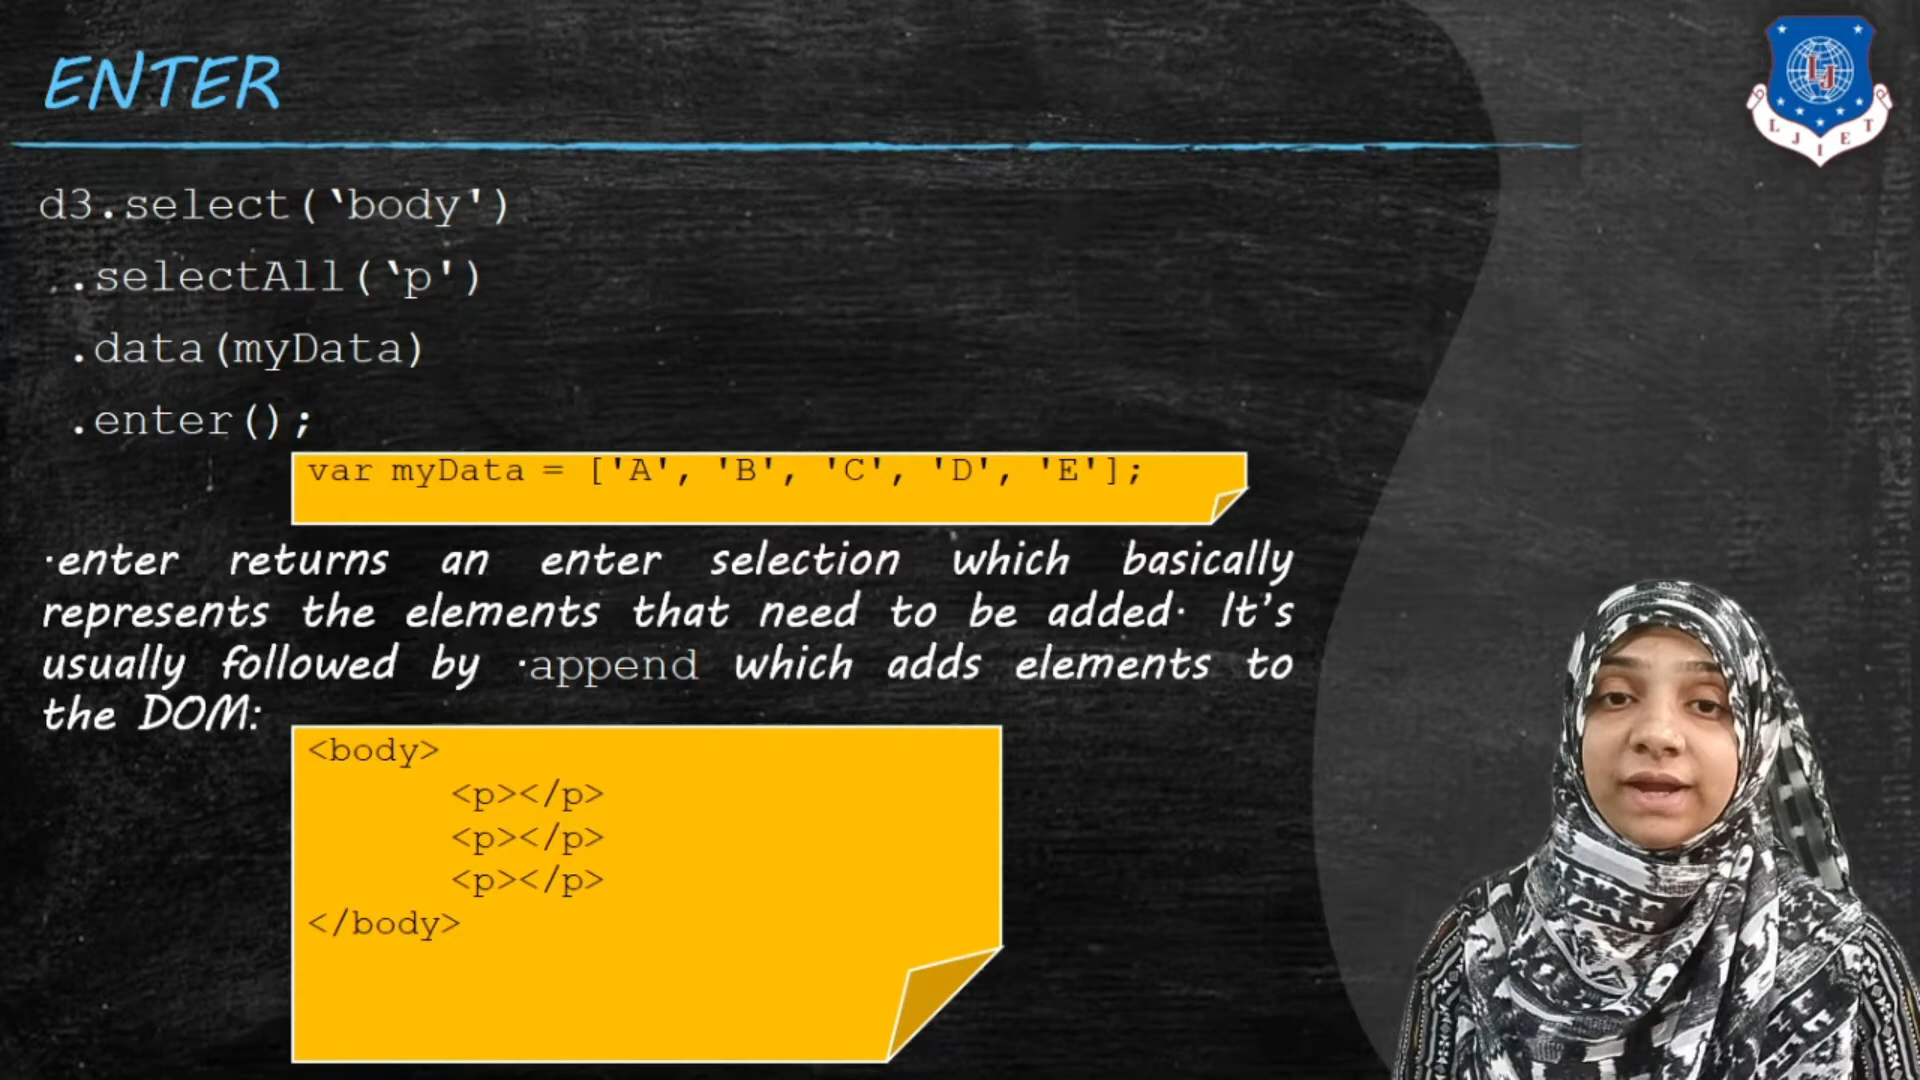 ENTER
L J I E T
d3.select(‘body')
.selectAll(‘p')
.data(myData)
.enter();
var myData = ['A', 'B', 'C', 'D', 'E'];
.enter returns an enter selection which basically
represents the elements that need to be added. It's
usually followed by .append which adds elements to
the DOM:
<body>
<p></p>
<p></p>
<p></p>
</body>